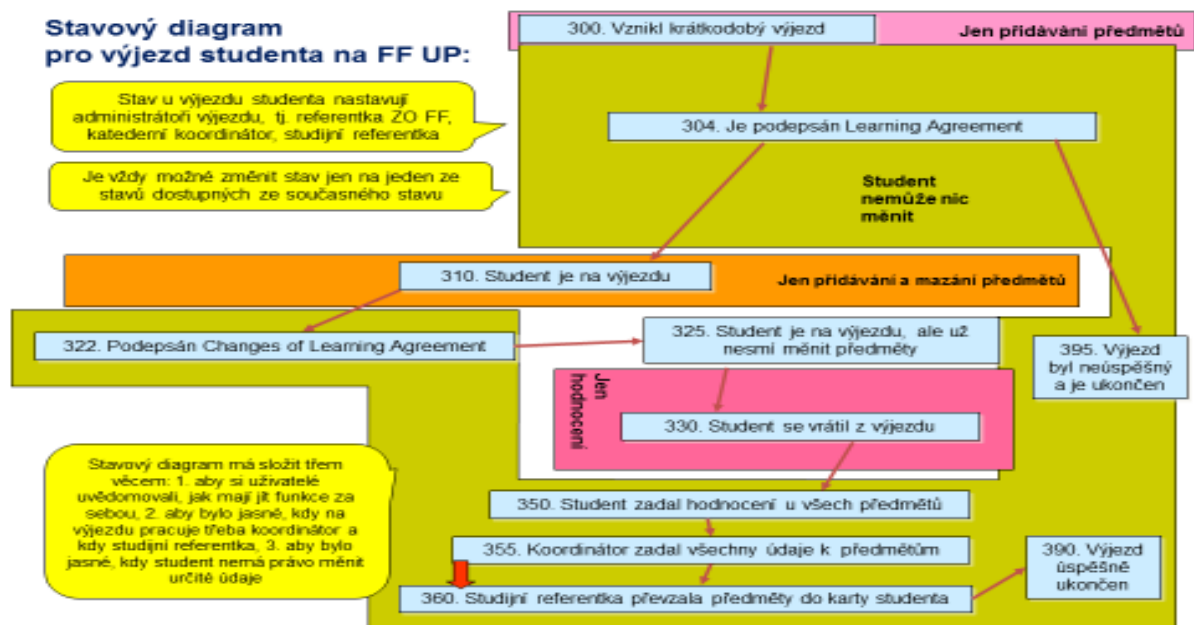 Stavový diagram
pro výjezd studenta na FF UP:
300. Vznikl krátkodobý výjezd
Jen přidávání předmětů
Stav u výjezdu studenta nastavují
administrátoři výjezdu, tj. referentka ZO FF,
katederní koordinátor, studijní referentka
304. Je podepsán Learning Agreement
Je vždy možné změnit stav jen na jeden ze
stavů dostupných ze současného stavu
Student
nemůže nic
měnit
310. Student je na výjezdu
Jen přidávání a mazání předmětů
322. Podepsán Changes of Learning Agreement
325. Student je na výjezdu, ale už
nesmí měnit předměty
395. Výjezd
byl neúspěšný
a je ukončen
Jen
hodnocení
330. Student se vrátil z výjezdu
Stavový diagram má složit třem
věcem: 1. aby si uživatelé
uvědomovali, jak mají jít funkce za
sebou, 2. aby bylo jasné, kdy na
výjezdu pracuje třeba koordinátor a
kdy studijní referentka, 3. aby bylo
jasné, kdy student nemá právo měnit
určité údaje
350. Student zadal hodnocení u všech předmětů
355. Koordinátor zadal všechny údaje k předmětům
360. Studijní referentka převzala předměty do karty studenta
390. Výjezd
úspěšně
ukončen